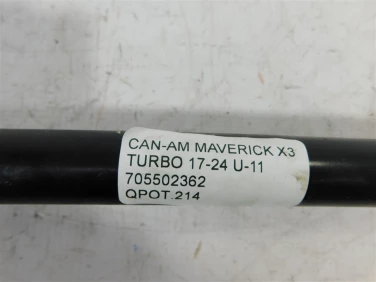 CAN-AM MAVERICK X3
TURBO 17-24 U-11
705502362
QPOT.214